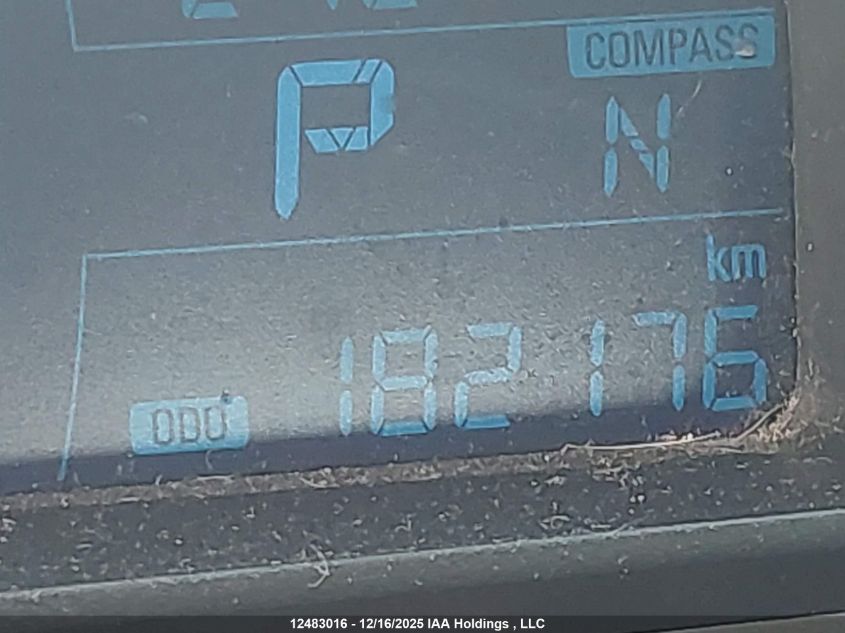 COMPASS
P N
km
ODO 182176
12483016 - 12/16/2025 IAA Holdings , LLC